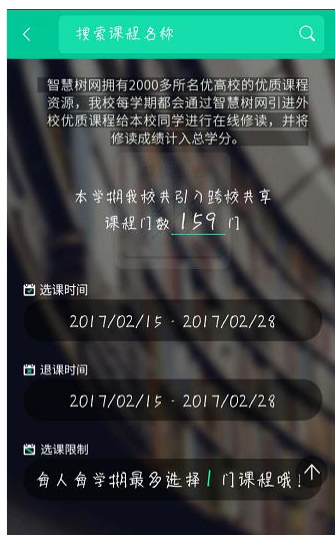 搜索课程名称
智慧树网拥有2000多所名优高校的优质课程
资源，我校每学期都会通过智慧树网引进外
校优质课程给本校同学进行在线修读，并将
修读成绩计入总学分。
本学期我校共引入跨校共享
课程门数 159 门
选课时间
2017/02/15 - 2017/02/28
退课时间
2017/02/15 - 2017/02/28
选课限制
每人每学期最多选择1门课程哦!